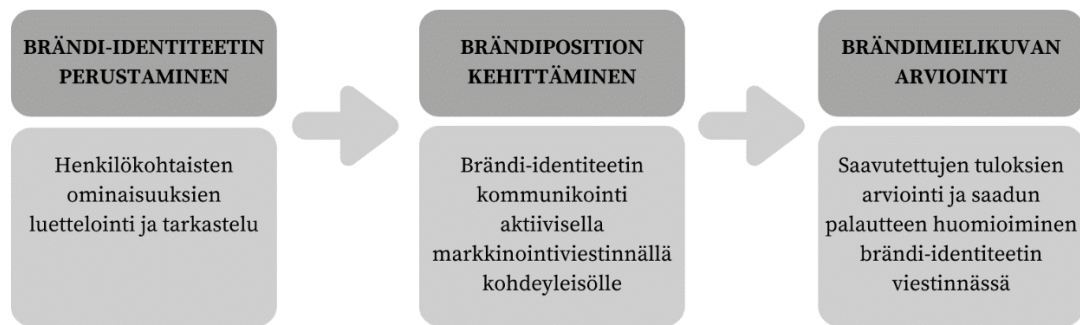 BRÄNDI-IDENTITEETIN
PERUSTAMINEN
Henkilökohtaisten
ominaisuuksien
luettelointi ja tarkastelu
BRÄNDIPOSITION
KEHITTÄMINEN
Brändi-identiteetin
kommunikointi
aktiivisella
markkinointiviestinnällä
kohdeyleisölle
BRÄNDIMIELIKUVAN
ARVIOINTI
Saavutettujen tuloksien
arviointi ja saadun
palautteen huomioiminen
brändi-identiteetin
viestinnässä